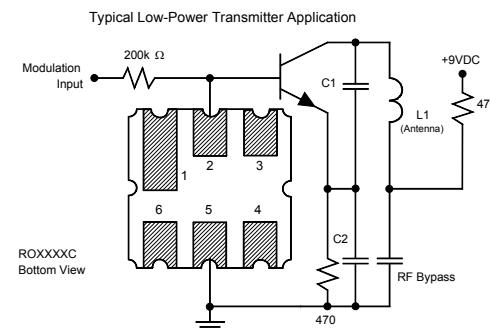 Typical Low-Power Transmitter Application
200k Ω
Modulation
Input
C1
+9VDC
47
L1
(Antenna)
1
2
3
6
5
4
ROXXXXC
Bottom View
C2
RF Bypass
470